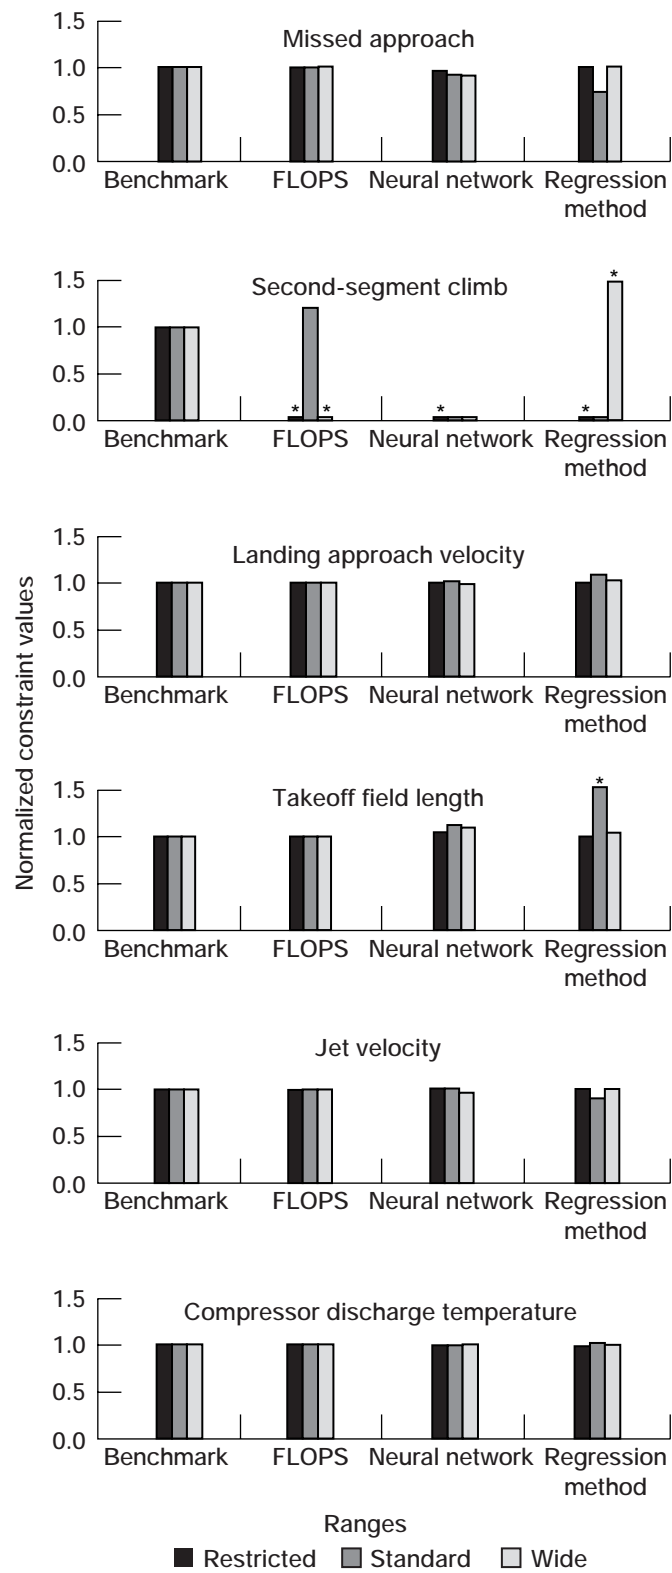 1.5
Missed approach
1.0
0.5
0.0
Benchmark FLOPS Neural network Regression
method
1.5
Second-segment climb
*
1.0
0.5
* * * *
0.0
Benchmark FLOPS Neural network Regression
method
1.5
Landing approach velocity
1.0
0.5
0.0
Benchmark FLOPS Neural network Regression
method
Normalized constraint values
1.5
Takeoff field length
*
1.0
0.5
0.0
Benchmark FLOPS Neural network Regression
method
1.5
Jet velocity
1.0
0.5
0.0
Benchmark FLOPS Neural network Regression
method
1.5
Compressor discharge temperature
1.0
0.5
0.0
Benchmark FLOPS Neural network Regression
method
Ranges
Restricted Standard Wide